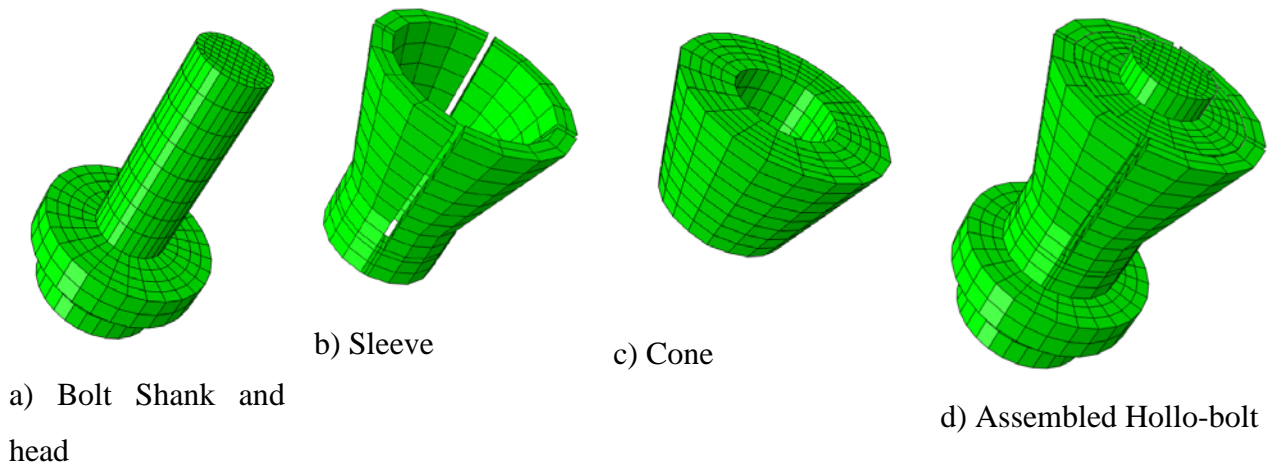 b) Sleeve
c) Cone
a) Bolt Shank and
head
d) Assembled Hollo-bolt